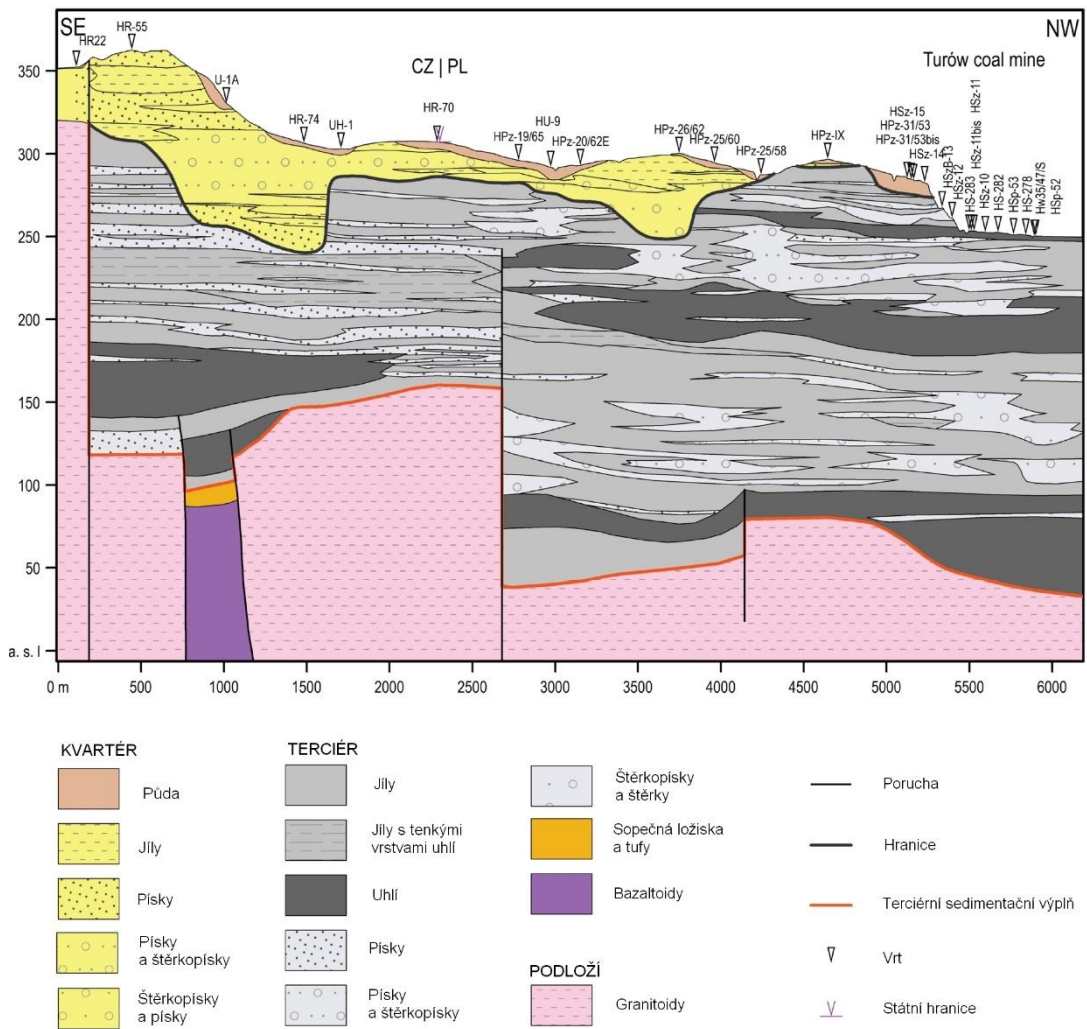 SE
NW
HR22
HR-55
U-1A
HR-74
UH-1
CZ | PL
HR-70
HPz-19/65
HU-9
HPz-20/62E
HPz-26/62
HPz-25/60
HPz-25/58
HPz-IX
Turów coal mine
HSz-15
HPz-31/53
HPz-31/53bis
HSz-14
HSzB-13
HSz-12
HS-283
HSz-11bis
HSz-11
HSz-10
HS-282
HSp-53
HS-278
Hw35/47/S
HSp-52
350
300
250
200
150
100
50
a. s. l
0 m
500
1000
1500
2000
2500
3000
3500
4000
4500
5000
5500
6000
KVARTÉR
Půda
Jíly
Písky
Písky
a štěrkopísky
Štěrkopísky
a písky
TERCIÉR
Jíly
Jíly s tenkými
vrstvami uhlí
Uhlí
Písky
Písky
a štěrkopísky
Štěrkopísky
a štěrky
Sopečná ložiska
a tufy
Bazaltoidy
PODLOŽÍ
Granitoidy
Porucha
Hranice
Terciérní sedimentační výplň
Vrt
Státní hranice